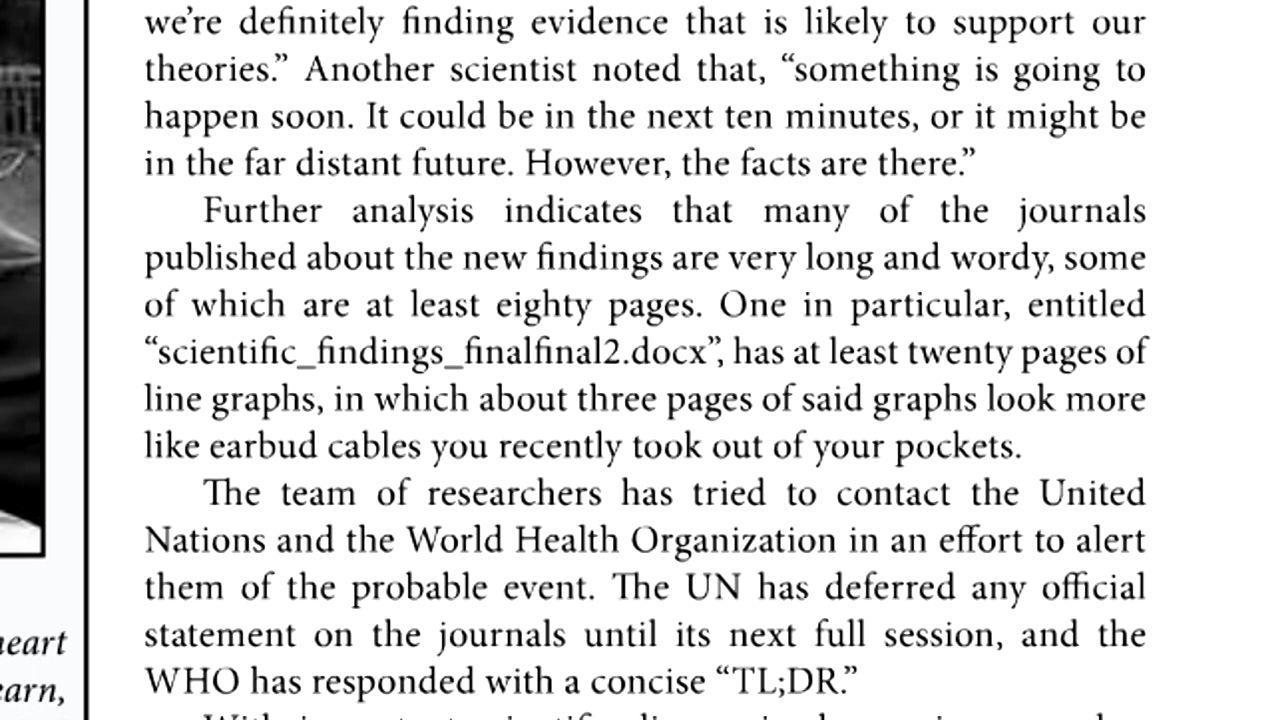 we’re definitely finding evidence that is likely to support our
theories.” Another scientist noted that, “something is going to
happen soon. It could be in the next ten minutes, or it might be
in the far distant future. However, the facts are there.”
Further analysis indicates that many of the journals
published about the new findings are very long and wordy, some
of which are at least eighty pages. One in particular, entitled
“scientific_findings_finalfinal2.docx”, has at least twenty pages of
line graphs, in which about three pages of said graphs look more
like earbud cables you recently took out of your pockets.
The team of researchers has tried to contact the United
Nations and the World Health Organization in an effort to alert
them of the probable event. The UN has deferred any official
statement on the journals until its next full session, and the
WHO has responded with a concise “TL;DR.”